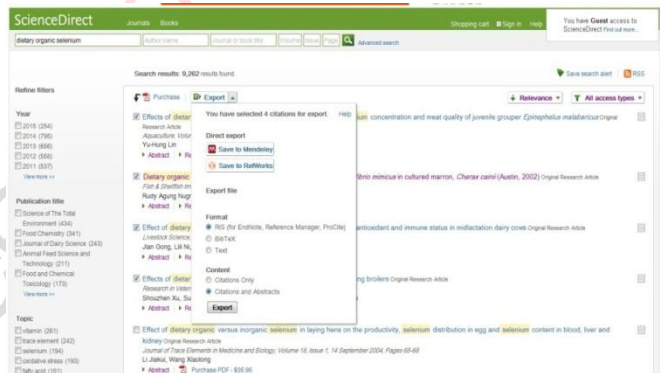 ScienceDirect
Journals Books
Shopping cart Sign in Help
You have Guest access to
ScienceDirect Find out more...
dietary organic selenium
Author name
Journal or book title
Volume
Issue
Page
Advanced search
Search results: 9,262 results found.
Save search alert RSS
Refine filters
Purchase Export
Relevance All access types
Year
2016 (254)
2014 (795)
2013 (666)
2012 (568)
2011 (537)
View more >>
Publication title
Science of The Total
Environment (434)
Food Chemistry (341)
Journal of Dairy Science (243)
Animal Feed Science and
Technology (211)
Food and Chemical
Toxicology (173)
View more >>
Topic
vitamin (281)
trace element (242)
selenium (194)
oxidative stress (193)
fatty acid (161)
You have selected 4 citations for export. Help
Direct export
Save to Mendeley
Save to RefWorks
Export file
Format
RIS (for EndNote, Reference Manager, ProCite)
BibTeX
Text
Content
Citations Only
Citations and Abstracts
Export
Effects of dietar
um concentration and meat quality of juvenile grouper Epinephelus malabaricus Original
Research Article
Aquaculture, Volur
Yu-Hung Lin
Abstract
Dietary organic
ibrio mimicus in cultured marron, Cherax cainii (Austin, 2002) Original Research Article
Fish & Shellfish Im
Rudy Agung Nugr
Abstract
Effect of dietary
antioxidant and immune status in midlactation dairy cows Original Research Article
Livestock Science,
Jian Gong, Lili Ni,
Abstract
Effects of dietary
ng broilers Original Research Article
Research in Veter
Shouzhen Xu, Su
Abstract
Effect of dietary organic versus inorganic selenium in laying hens on the productivity, selenium distribution in egg and selenium content in blood, liver and
kidney Original Research Article
Journal of Trace Elements in Medicine and Biology, Volume 18, Issue 1, 14 September 2004, Pages 65-68
Li Jiakui, Wang Xiaolong
Abstract Purchase PDF - $35.95